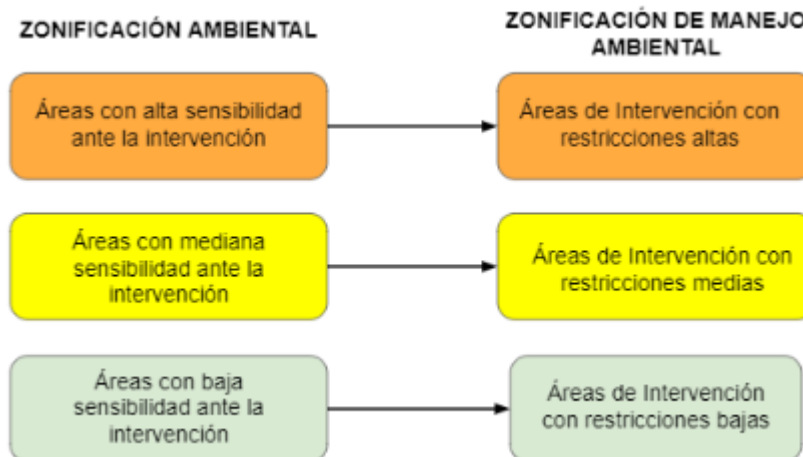 ZONIFICACIÓN AMBIENTAL
ZONIFICACIÓN DE MANEJO
AMBIENTAL
Áreas con alta sensibilidad
ante la intervención
Áreas de Intervención con
restricciones altas
Áreas con mediana
sensibilidad ante la
intervención
Áreas de Intervención con
restricciones medias
Áreas con baja
sensibilidad ante la
intervención
Áreas de Intervención
con restricciones bajas